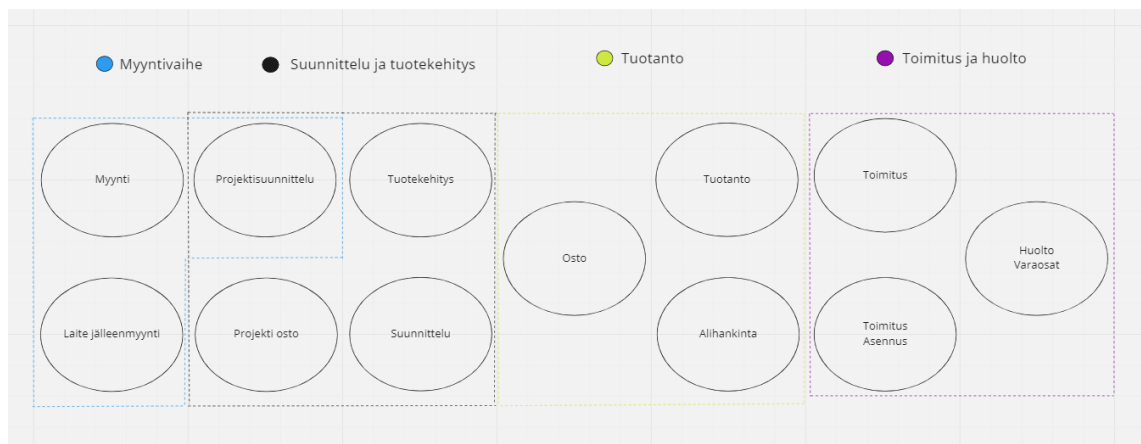 Myyntivaihe
Suunnittelu ja tuotekehitys
Tuotanto
Toimitus ja huolto
Myynti
Projektisuunnittelu
Tuotekehitys
Tuotanto
Toimitus
Osto
Huolto
Varaosat
Laite jälleenmyynti
Projekti osto
Suunnittelu
Alihankinta
Toimitus
Asennus